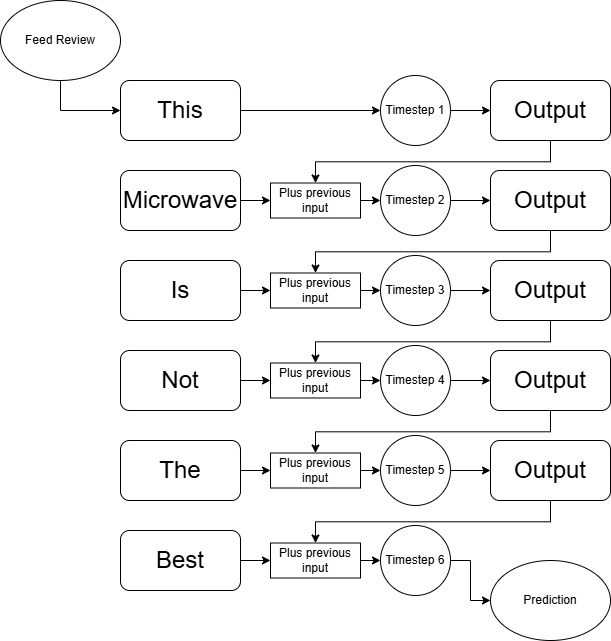 Feed Review
This
Timestep 1
Output
Microwave
Plus previous
input
Timestep 2
Output
Is
Plus previous
input
Timestep 3
Output
Not
Plus previous
input
Timestep 4
Output
The
Plus previous
input
Timestep 5
Output
Best
Plus previous
input
Timestep 6
Prediction